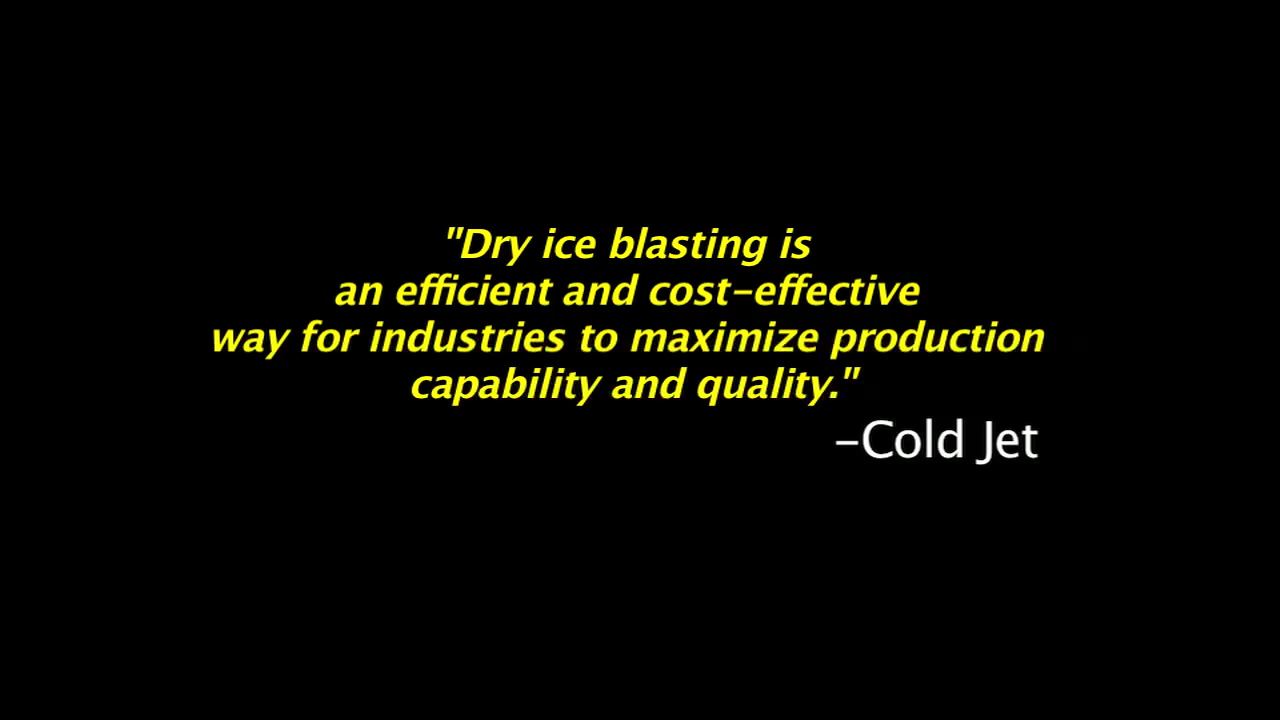 "Dry ice blasting is
an efficient and cost-effective
way for industries to maximize production
capability and quality."
-Cold Jet